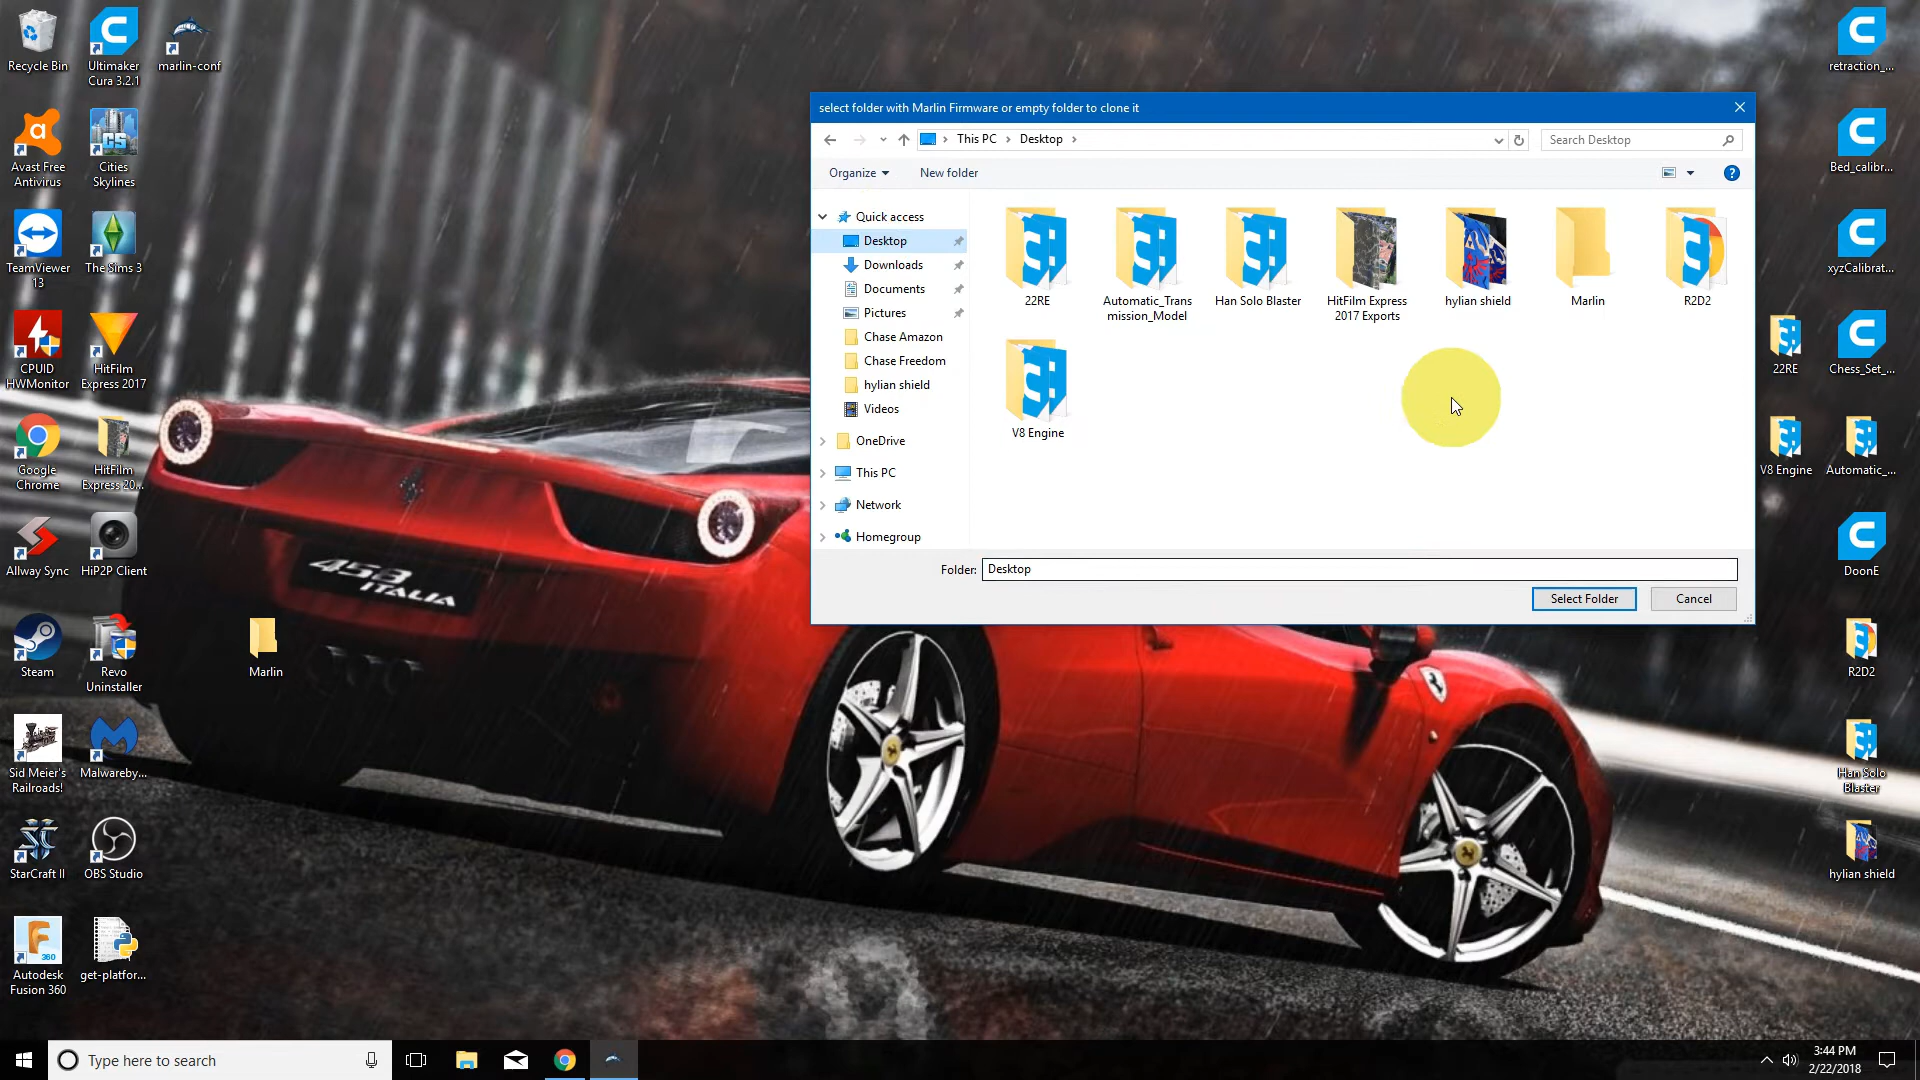 Recycle Bin
Ultimaker
Cura 3.2.1
marlin-conf
Avast Free
Antivirus
Cities
Skylines
TeamViewer
13
The Sims 3
CPUID
HWMonitor
HitFilm
Express 2017
Google
Chrome
HitFilm
Express 20...
Allway Sync
HiP2P Client
Steam
Revo
Uninstaller
Marlin
Sid Meier's
Railroads!
Malwareby...
StarCraft II
OBS Studio
Autodesk
Fusion 360
get-platfor...
458
ITALIA
select folder with Marlin Firmware or empty folder to clone it
This PC
Desktop
Search Desktop
Organize
New folder
Quick access
Desktop
Downloads
Documents
Pictures
Chase Amazon
Chase Freedom
hylian shield
Videos
OneDrive
This PC
Network
Homegroup
22RE
Automatic_Trans
mission_Model
Han Solo Blaster
HitFilm Express
2017 Exports
hylian shield
Marlin
R2D2
V8 Engine
Folder:
Desktop
Select Folder
Cancel
retraction_...
Bed_calibr...
xyzCalibrat...
22RE
Chess_Set_...
V8 Engine
Automatic_...
DoonE
R2D2
Han Solo
Blaster
hylian shield
Type here to search
3:44 PM
2/22/2018